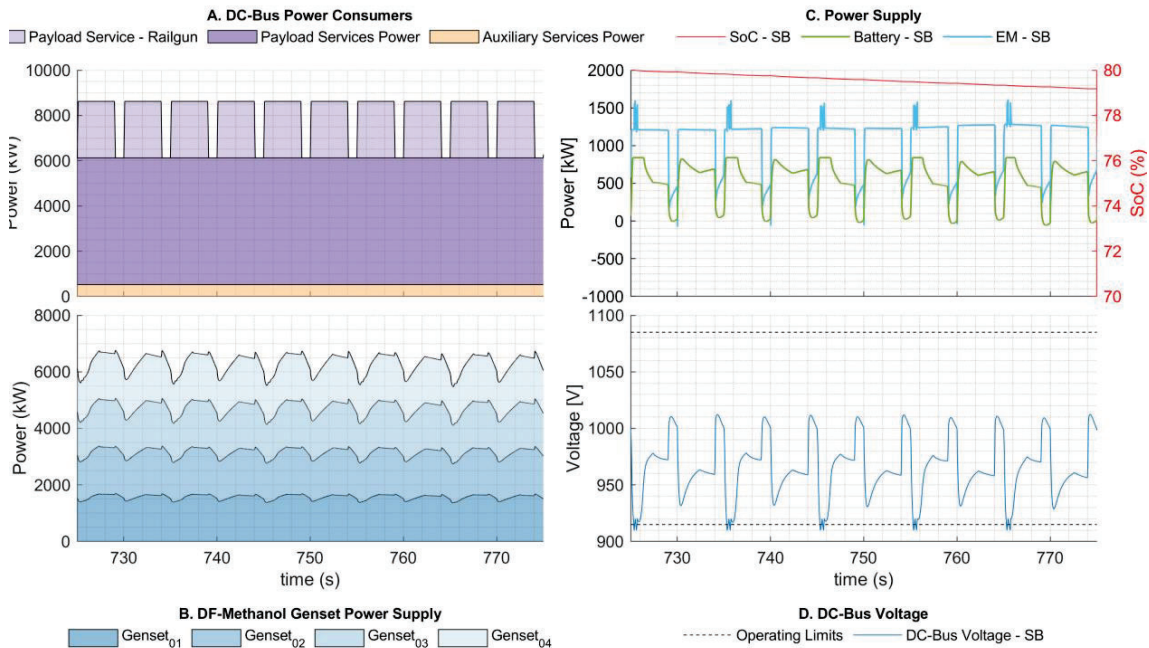 A. DC-Bus Power Consumers
Payload Service - Railgun Payload Services Power Auxiliary Services Power
10000
8000
6000
4000
2000
0
Power (kW)
8000
6000
4000
2000
0
Power (kW)
730 740 750 760 770
time (s)
B. DF-Methanol Genset Power Supply
Genset01 Genset02 Genset03 Genset04
C. Power Supply
SoC - SB Battery - SB EM - SB
2000
1500
1000
500
0
-500
-1000
Power [kW]
80
78
76
74
72
70
SoC (%)
1100
1050
1000
950
900
Voltage [V]
730 740 750 760 770
time (s)
D. DC-Bus Voltage
Operating Limits DC-Bus Voltage - SB